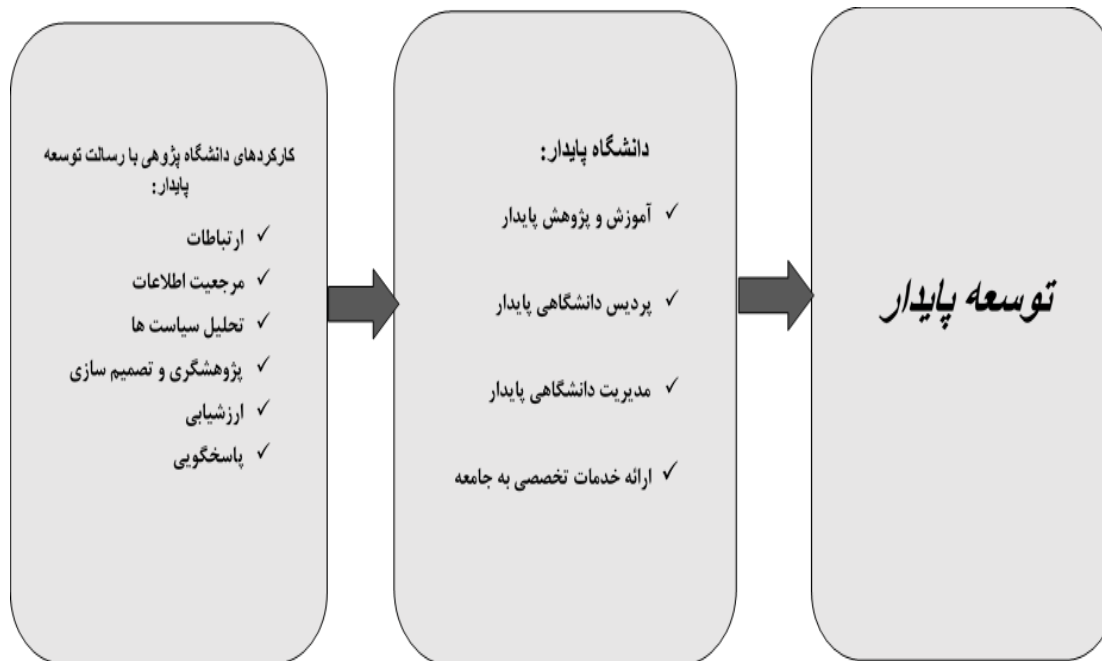 کارکردهای دانشگاه پژوهی با رسالت توسعه
پایدار:
✓ ارتباطات
✓ مرجعیت اطلاعات
✓ تحلیل سیاست ها
✓ پژوهشگری و تصمیم سازی
✓ ارزشیابی
✓ پاسخگویی
دانشگاه پایدار:
✓ آموزش و پژوهش پایدار
✓ پردیس دانشگاهی پایدار
✓ مدیریت دانشگاهی پایدار
✓ ارائه خدمات تخصصی به جامعه
توسعه پایدار